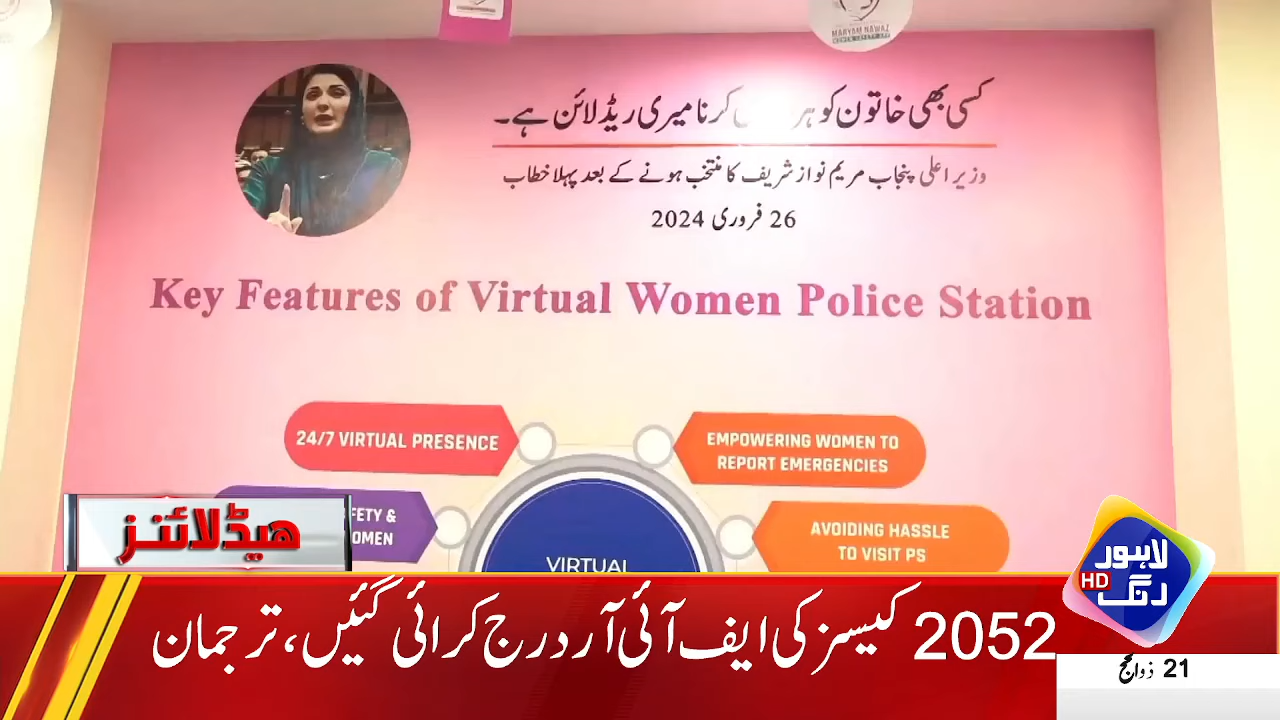 MARYAM NAWAZ
WOMEN SAFETY APP
کسی بھی خاتون کو کرنا میری ریڈ لائن ہے۔
وزیر اعلی پنجاب مریم نواز شریف کا منتخب ہونے کے بعد پہلا خطاب
26 فروری 2024
Key Features of Virtual Women Police Station
24/7 VIRTUAL PRESENCE
EMPOWERING WOMEN TO
REPORT EMERGENCIES
&
AVOIDING HASSLE
TO VISIT PS
VIRTUAL
ہیڈلائنز
لاہور
رنگ
HD
2052 کیسز کی ایف آئی آر درج کرائی گئیں، ترجمان
21 ذوالحج